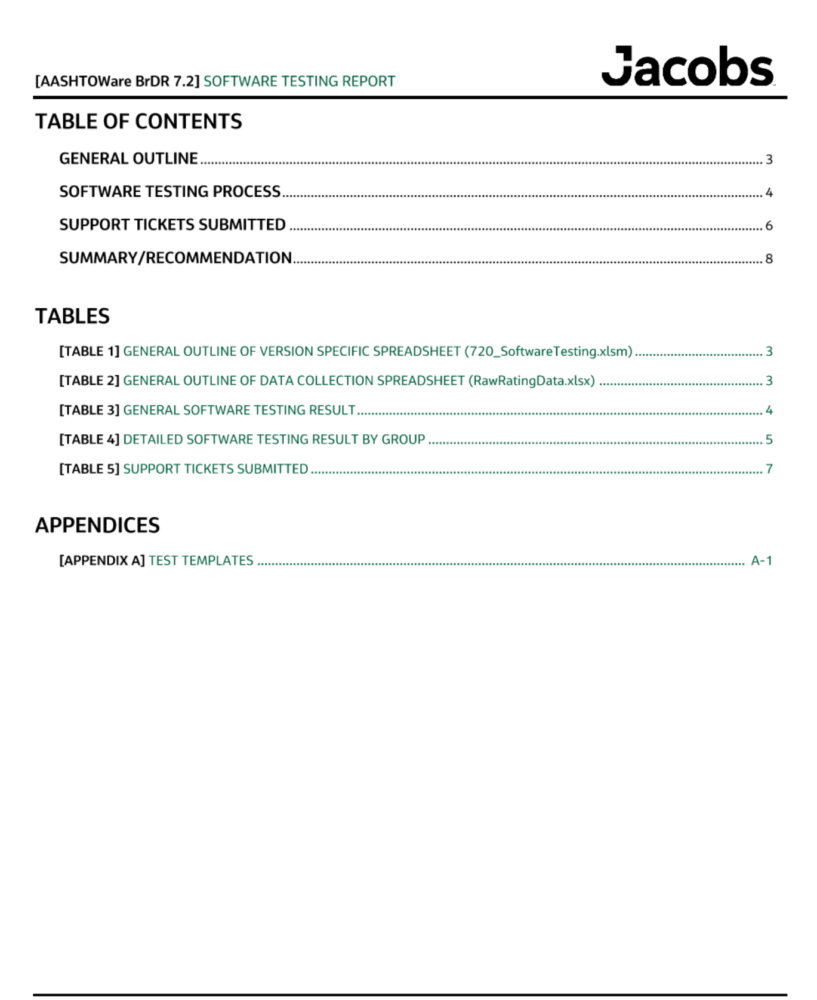 Jacobs
[AASHTOWare BrDR 7.2] SOFTWARE TESTING REPORT
TABLE OF CONTENTS
GENERAL OUTLINE 3
SOFTWARE TESTING PROCESS 4
SUPPORT TICKETS SUBMITTED 6
SUMMARY/RECOMMENDATION 8
TABLES
[TABLE 1] GENERAL OUTLINE OF VERSION SPECIFIC SPREADSHEET (720_SoftwareTesting.xlsm) 3
[TABLE 2] GENERAL OUTLINE OF DATA COLLECTION SPREADSHEET (RawRatingData.xlsx) 3
[TABLE 3] GENERAL SOFTWARE TESTING RESULT 4
[TABLE 4] DETAILED SOFTWARE TESTING RESULT BY GROUP 5
[TABLE 5] SUPPORT TICKETS SUBMITTED 7
APPENDICES
[APPENDIX A] TEST TEMPLATES A-1